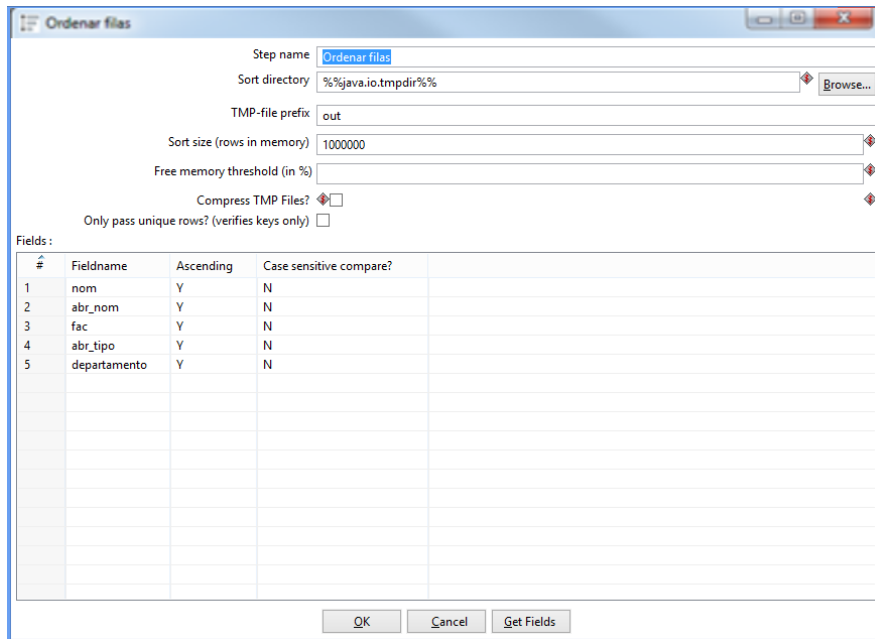 Ordenar filas
Step name Ordenar filas
Sort directory %%java.io.tmpdir%% Browse...
TMP-file prefix out
Sort size (rows in memory) 1000000
Free memory threshold (in %)
Compress TMP Files?
Only pass unique rows? (verifies keys only)
Fields :
# Fieldname Ascending Case sensitive compare?
1 nom Y N
2 abr_nom Y N
3 fac Y N
4 abr_tipo Y N
5 departamento Y N
OK Cancel Get Fields